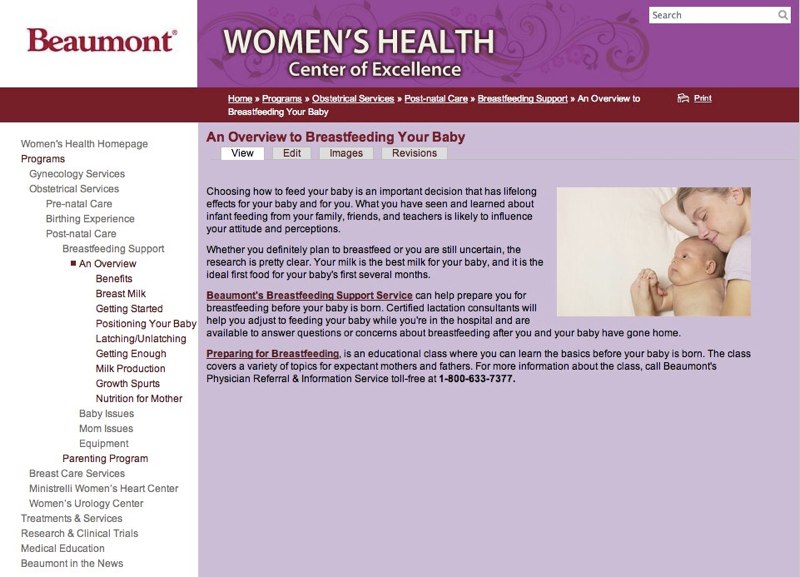 Beaumont®
WOMEN'S HEALTH
Center of Excellence
Search
Home » Programs » Obstetrical Services » Post-natal Care » Breastfeeding Support » An Overview to
Breastfeeding Your Baby
Print
Women's Health Homepage
Programs
Gynecology Services
Obstetrical Services
Pre-natal Care
Birthing Experience
Post-natal Care
Breastfeeding Support
An Overview
Benefits
Breast Milk
Getting Started
Positioning Your Baby
Latching/Unlatching
Getting Enough
Milk Production
Growth Spurts
Nutrition for Mother
Baby Issues
Mom Issues
Equipment
Parenting Program
Breast Care Services
Ministrelli Women's Heart Center
Women's Urology Center
Treatments & Services
Research & Clinical Trials
Medical Education
Beaumont in the News
An Overview to Breastfeeding Your Baby
View Edit Images Revisions
Choosing how to feed your baby is an important decision that has lifelong
effects for your baby and for you. What you have seen and learned about
infant feeding from your family, friends, and teachers is likely to influence
your attitude and perceptions.
Whether you definitely plan to breastfeed or you are still uncertain, the
research is pretty clear. Your milk is the best milk for your baby, and it is the
ideal first food for your baby's first several months.
Beaumont's Breastfeeding Support Service can help prepare you for
breastfeeding before your baby is born. Certified lactation consultants will
help you adjust to feeding your baby while you're in the hospital and are
available to answer questions or concerns about breastfeeding after you and your baby have gone home.
Preparing for Breastfeeding, is an educational class where you can learn the basics before your baby is born. The class
covers a variety of topics for expectant mothers and fathers. For more information about the class, call Beaumont's
Physician Referral & Information Service toll-free at 1-800-633-7377.